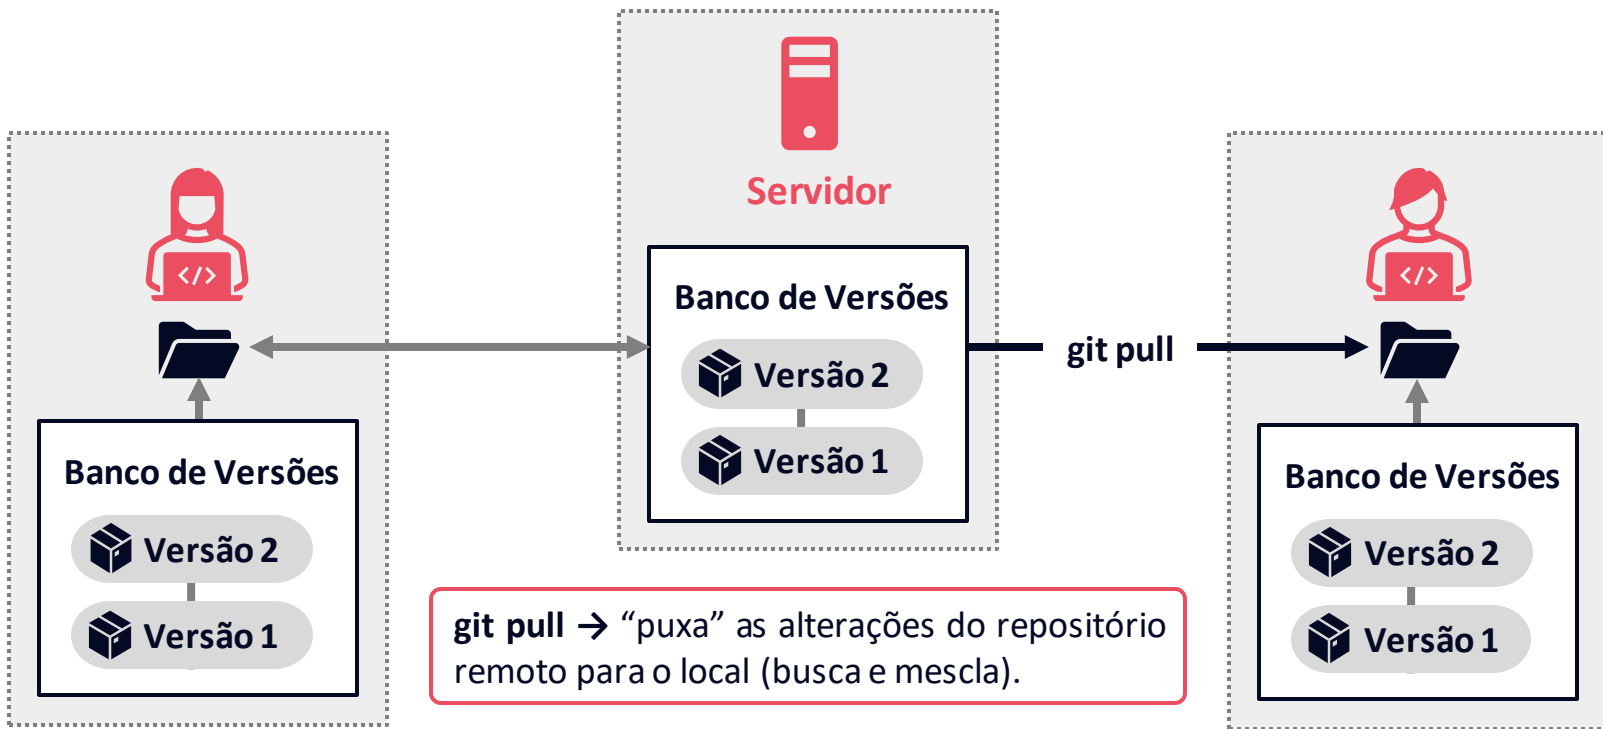 Servidor
Banco de Versões
Versão 2
Versão 1
git pull
</>
Banco de Versões
Versão 2
Versão 1
</>
Banco de Versões
Versão 2
Versão 1
git pull → “puxa” as alterações do repositório
remoto para o local (busca e mescla).